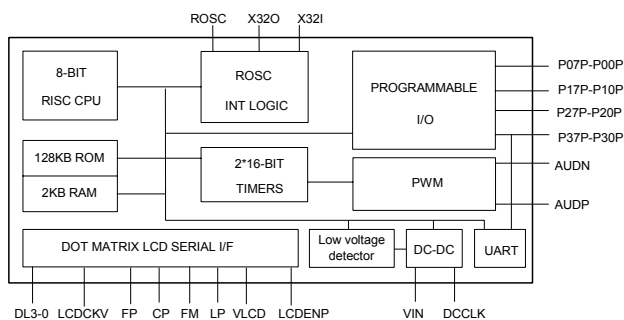 ROSC X32O X32I
8-BIT
RISC CPU
ROSC
INT LOGIC
PROGRAMMABLE
I/O
P07P-P00P
P17P-P10P
P27P-P20P
P37P-P30P
128KB ROM
2KB RAM
2*16-BIT
TIMERS
PWM
AUDN
AUDP
DOT MATRIX LCD SERIAL I/F
Low voltage
detector
DC-DC
UART
DL3-0 LCDCKV FP CP FM LP VLCD LCDENP VIN DCCLK